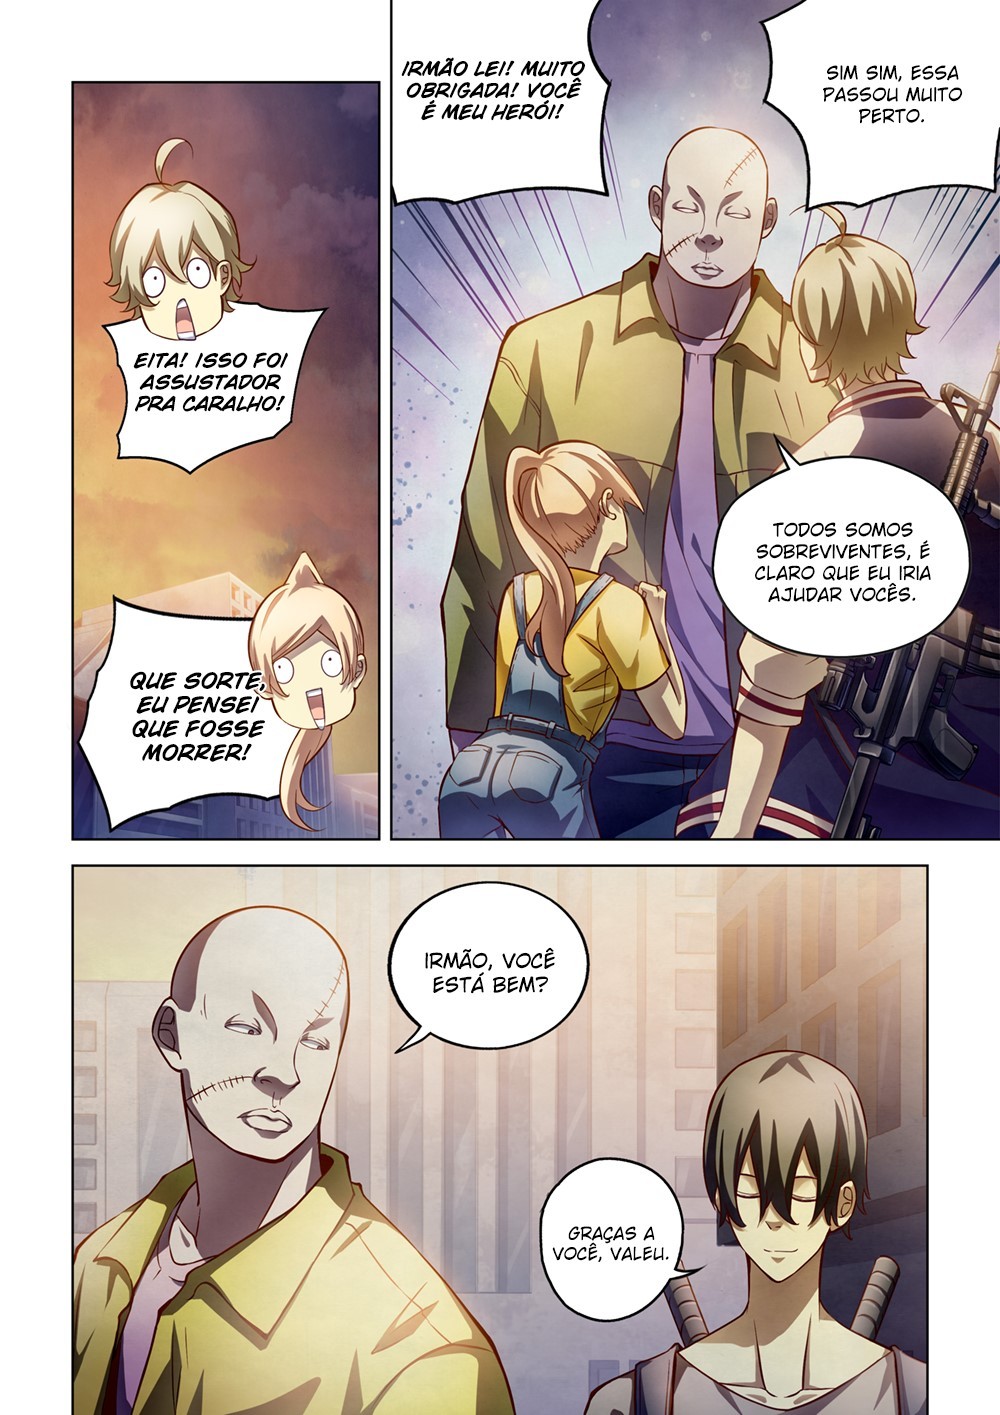 EITA! ISSO FOI
ASSUSTADOR
PRA CARALHO!
QUE SORTE,
EU PENSEI
QUE FOSSE
MORRER!
IRMÃO LEI! MUITO
OBRIGADA! VOCÊ
É MEU HERÓI!
SIM SIM, ESSA
PASSOU MUITO
PERTO.
TODOS SOMOS
SOBREVIVENTES, É
CLARO QUE EU IRIA
AJUDAR VOCÊS.
IRMÃO, VOCÊ
ESTÁ BEM?
GRAÇAS A
VOCÊ, VALEU.